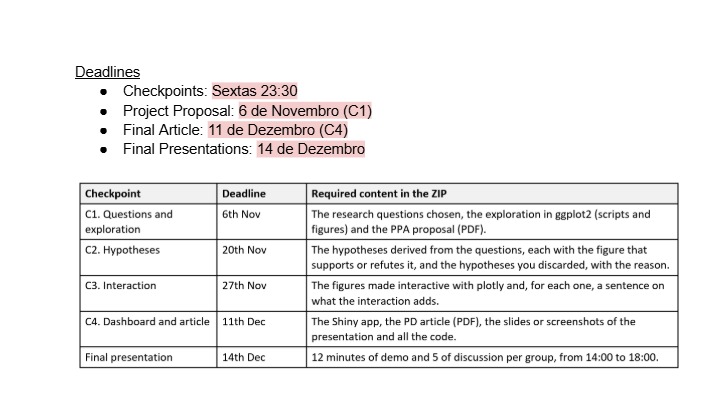 Deadlines
● Checkpoints: Sextas 23:30
● Project Proposal: 6 de Novembro (C1)
● Final Article: 11 de Dezembro (C4)
● Final Presentations: 14 de Dezembro
Checkpoint Deadline Required content in the ZIP
C1. Questions and exploration 6th Nov The research questions chosen, the exploration in ggplot2 (scripts and
figures) and the PPA proposal (PDF).
C2. Hypotheses 20th Nov The hypotheses derived from the questions, each with the figure that
supports or refutes it, and the hypotheses you discarded, with the reason.
C3. Interaction 27th Nov The figures made interactive with plotly and, for each one, a sentence on
what the interaction adds.
C4. Dashboard and article 11th Dec The Shiny app, the PD article (PDF), the slides or screenshots of the
presentation and all the code.
Final presentation 14th Dec 12 minutes of demo and 5 of discussion per group, from 14:00 to 18:00.